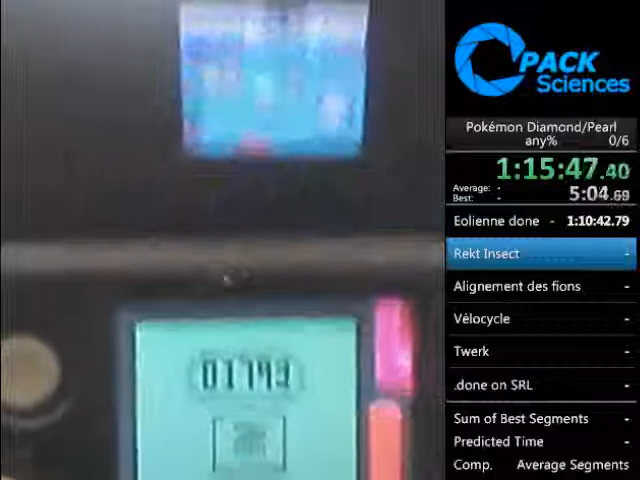 PACK
Sciences
Pokémon Diamond/Pearl
any% 0/6
1:15:47.40
Average: -
Best: -
5:04.69
Eolienne done - 1:10:42.79
Rekt Insect -
Alignement des fions -
Vélocycle -
Twerk -
.done on SRL -
Sum of Best Segments -
Predicted Time -
Comp. Average Segments